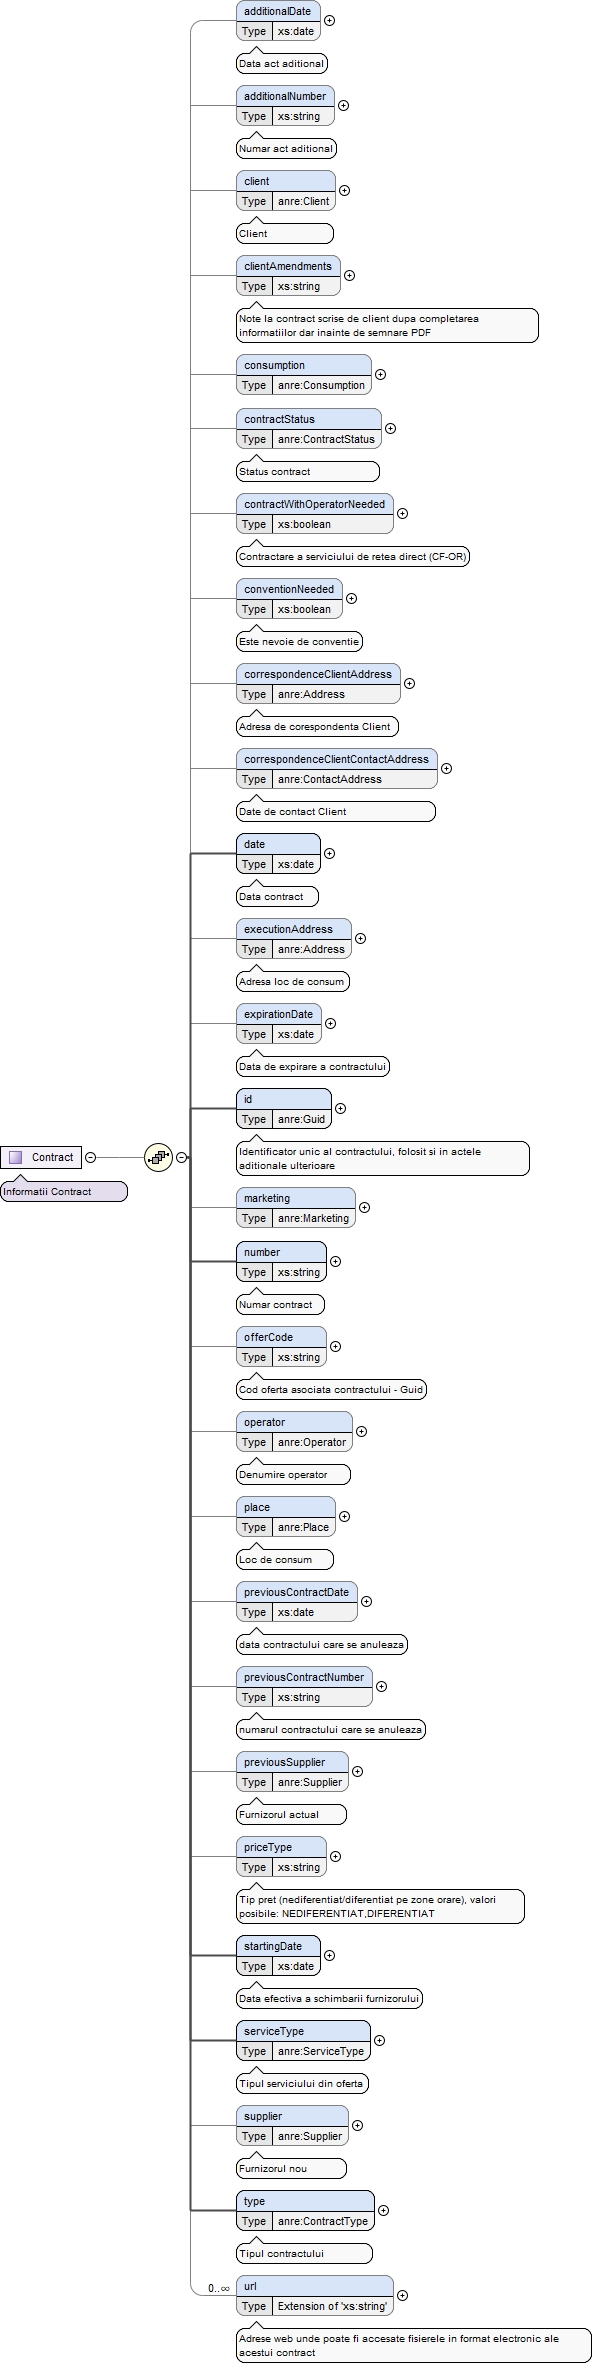 additionalDate
Type xs:date
Data act aditional
additionalNumber
Type xs:string
Numar act aditional
client
Type anre:Client
Client
clientAmendments
Type xs:string
Note la contract scrise de client dupa completarea
informatiilor dar inainte de semnare PDF
consumption
Type anre:Consumption
contractStatus
Type anre:ContractStatus
Status contract
contractWithOperatorNeeded
Type xs:boolean
Contractare a serviciului de retea direct (CF-OR)
conventionNeeded
Type xs:boolean
Este nevoie de conventie
correspondenceClientAddress
Type anre:Address
Adresa de corespondenta Client
correspondenceClientContactAddress
Type anre:ContactAddress
Date de contact Client
date
Type xs:date
Data contract
executionAddress
Type anre:Address
Adresa loc de consum
expirationDate
Type xs:date
Data de expirare a contractului
id
Type anre:Guid
Identificator unic al contractului, folosit si in actele
aditionale ulterioare
Contract
Informatii Contract
marketing
Type anre:Marketing
number
Type xs:string
Numar contract
offerCode
Type xs:string
Cod oferta asociata contractului - Guid
operator
Type anre:Operator
Denumire operator
place
Type anre:Place
Loc de consum
previousContractDate
Type xs:date
data contractului care se anuleaza
previousContractNumber
Type xs:string
numarul contractului care se anuleaza
previousSupplier
Type anre:Supplier
Furnizorul actual
priceType
Type xs:string
Tip pret (nediferentiat/diferentiat pe zone orare), valori
posibile: NEDIFERENTIAT,DIFERENTIAT
startingDate
Type xs:date
Data efectiva a schimbarii furnizorului
serviceType
Type anre:ServiceType
Tipul serviciului din oferta
supplier
Type anre:Supplier
Furnizorul nou
type
Type anre:ContractType
Tipul contractului
0..∞
url
Type Extension of 'xs:string'
Adrese web unde poate fi accesate fisierele in format electronic ale
acestui contract